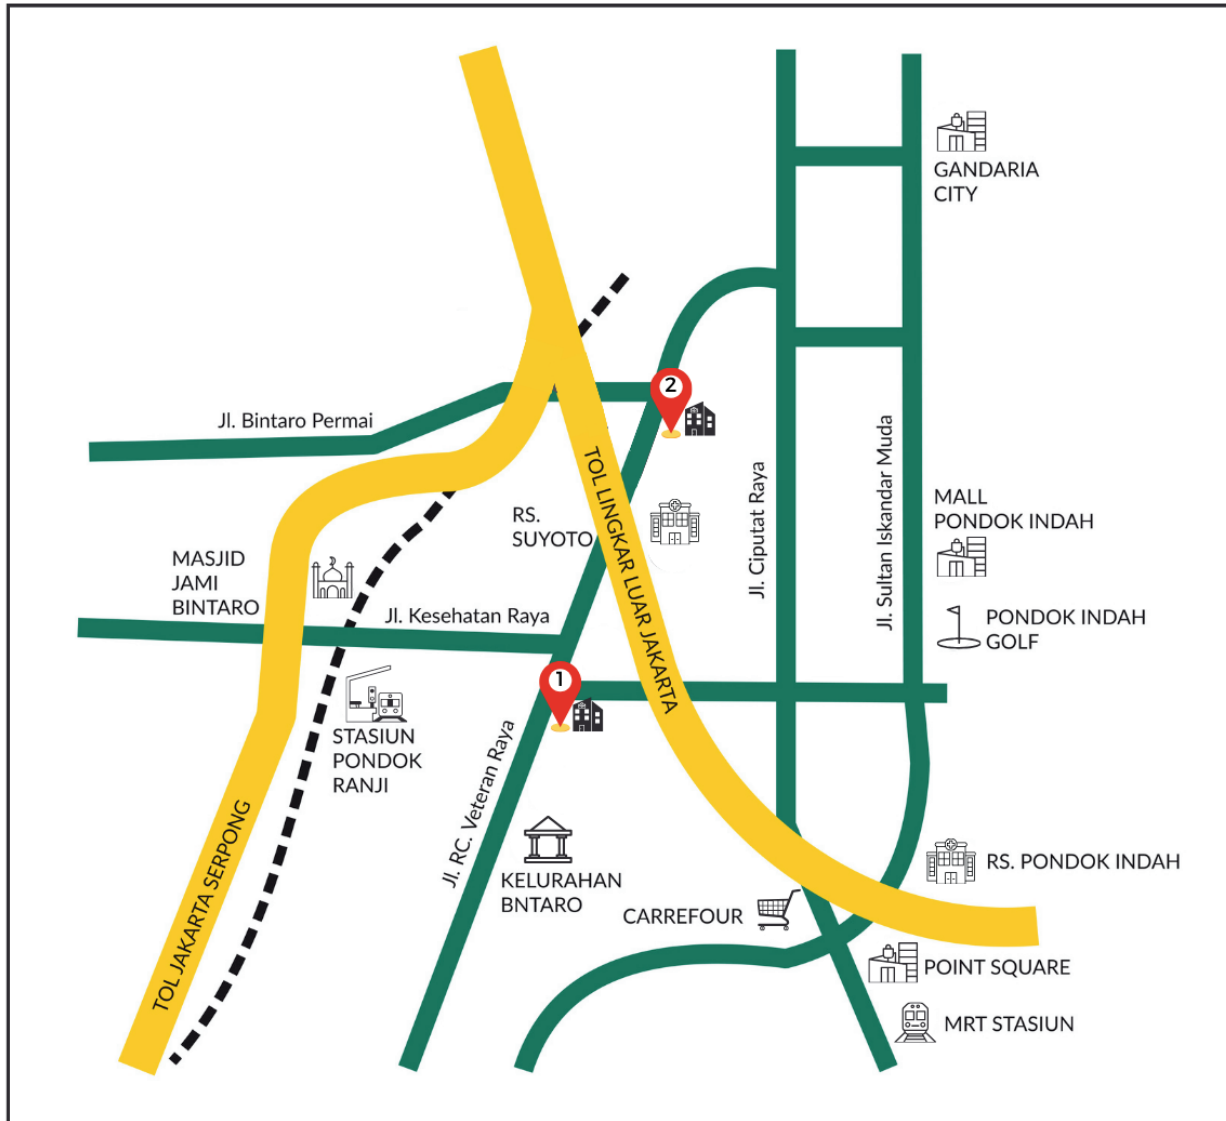 GANDARIA
CITY
2
Jl. Bintaro Permai
TOL LINGKAR LUAR JAKARTA
Jl. Ciputat Raya
Jl. Sultan Iskandar Muda
MALL
PONDOK INDAH
RS.
SUYOTO
MASJID
JAMI
BINTARO
Jl. Kesehatan Raya
PONDOK INDAH
GOLF
1
STASIUN
PONDOK
RANJI
Jl. RC. Veteran Raya
TOL JAKARTA SERPONG
KELURAHAN
BNTARO
RS. PONDOK INDAH
CARREFOUR
POINT SQUARE
MRT STASIUN